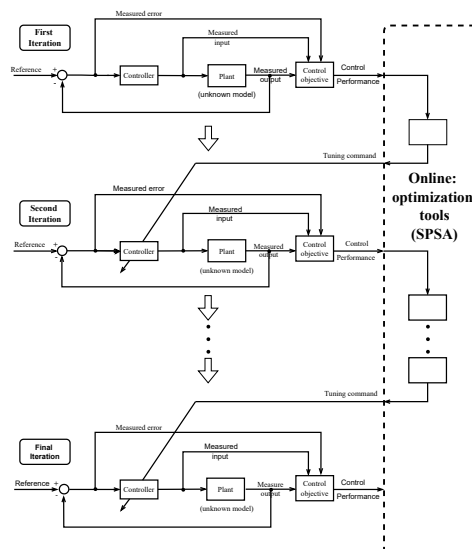 First
Iteration
Measured error
Measured
input
Reference
+
-
Controller
Plant
(unknown model)
Measured
output
Control
objective
Control
Performance
Tuning command
Online:
optimization
tools
(SPSA)
Second
Iteration
Measured error
Measured
input
Reference
+
-
Controller
Plant
(unknown model)
Measured
output
Control
objective
Control
Performance
Tuning command
Final
Iteration
Measured error
Measured
input
Reference
+
-
Controller
Plant
(unknown model)
Measure
output
Control
objective
Control
Performance